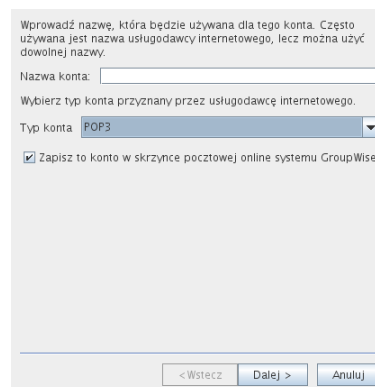 Wprowadź nazwę, która będzie używana dla tego konta. Często
używana jest nazwa usługodawcy internetowego, lecz można użyć
dowolnej nazwy.
Nazwa konta:
Wybierz typ konta przyznany przez usługodawcę internetowego.
Typ konta POP3
Zapisz to konto w skrzynce pocztowej online systemu GroupWise
< Wstecz Dalej > Anuluj